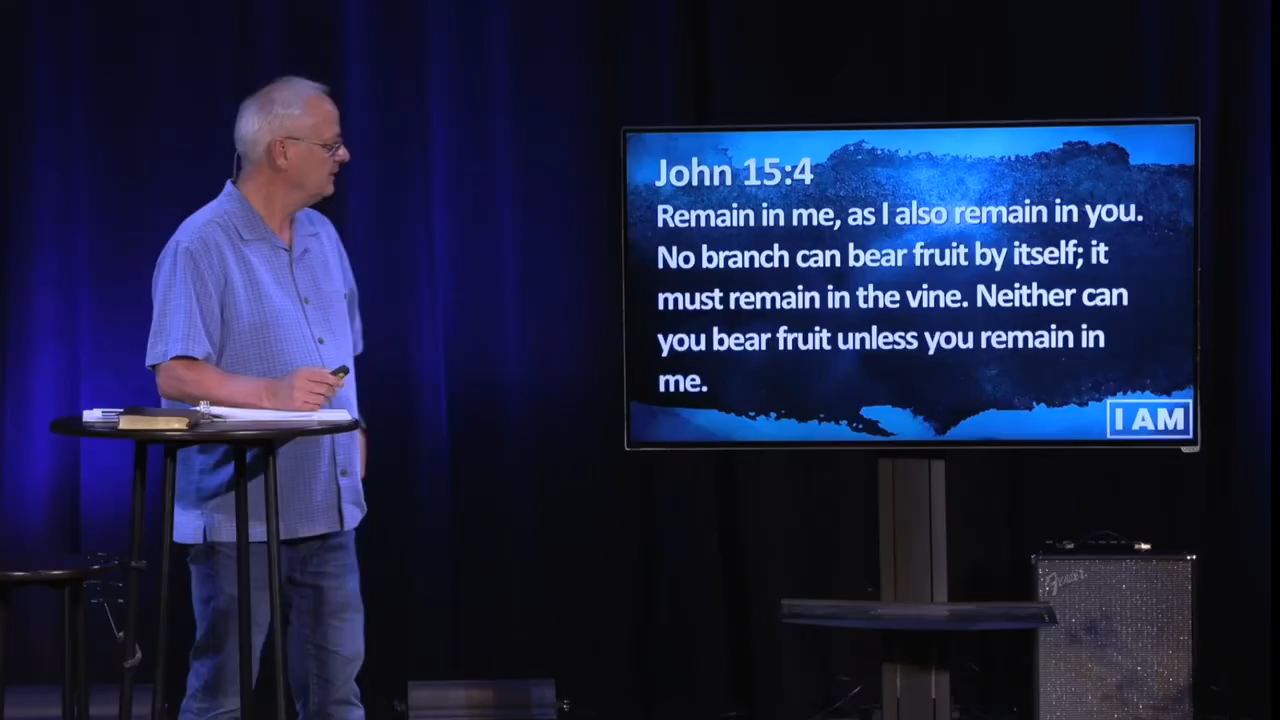 John 15:4
Remain in me, as I also remain in you.
No branch can bear fruit by itself; it
must remain in the vine. Neither can
you bear fruit unless you remain in
me.
I AM
Fender